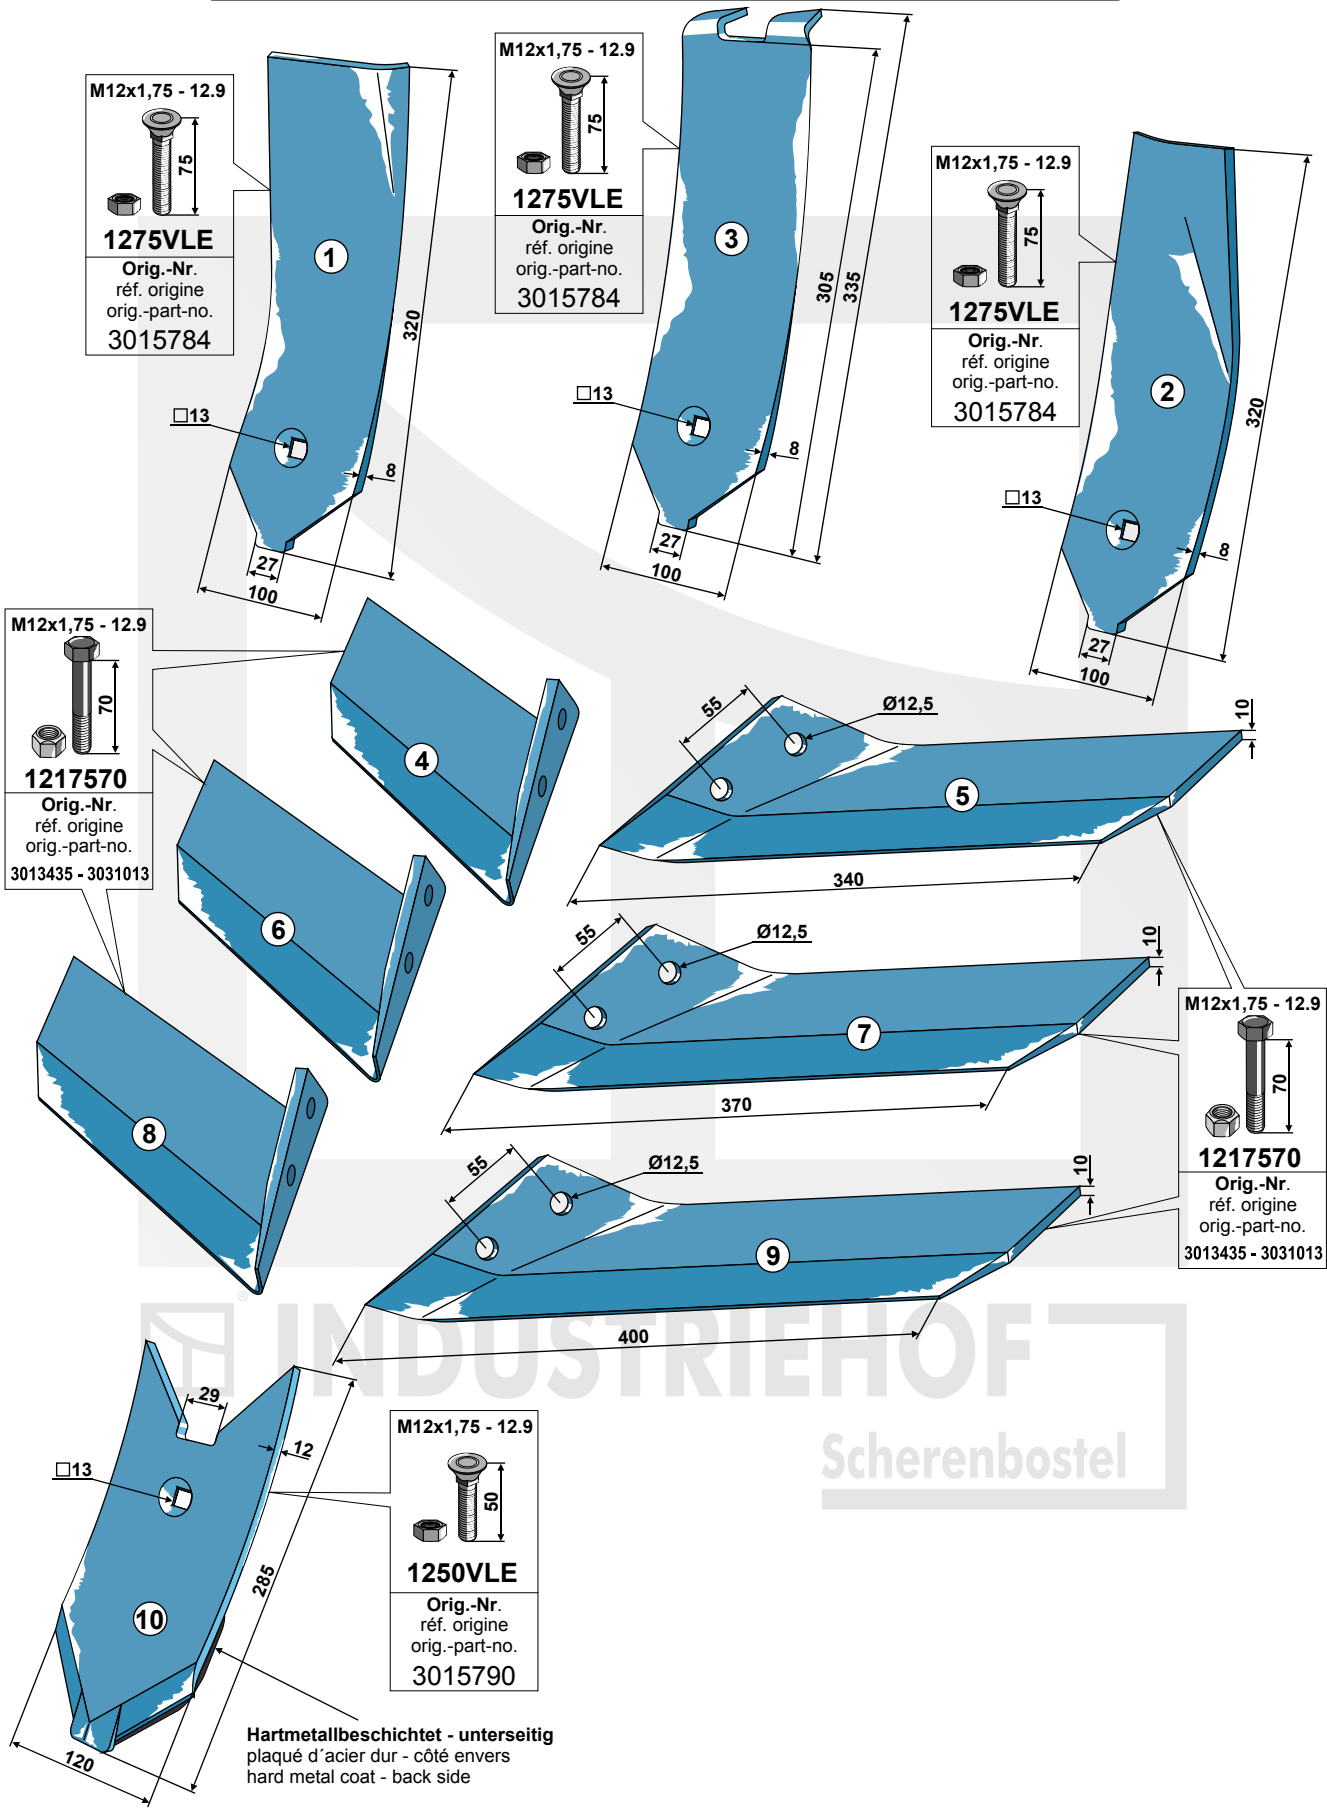 M12x1,75 - 12.9
75
1275VLE
Orig.-Nr.
réf. origine
orig.-part-no.
3015784
1
320
□13
8
27
100
M12x1,75 - 12.9
75
1275VLE
Orig.-Nr.
réf. origine
orig.-part-no.
3015784
3
305
335
□13
8
27
100
M12x1,75 - 12.9
75
1275VLE
Orig.-Nr.
réf. origine
orig.-part-no.
3015784
2
320
□13
8
27
100
M12x1,75 - 12.9
70
1217570
Orig.-Nr.
réf. origine
orig.-part-no.
3013435 - 3031013
4
6
8
55
Ø12,5
10
5
340
55
Ø12,5
10
7
370
55
Ø12,5
10
9
400
M12x1,75 - 12.9
70
1217570
Orig.-Nr.
réf. origine
orig.-part-no.
3013435 - 3031013
®
INDUSTRIEHOF
Scherenbostel
29
12
□13
10
285
120
M12x1,75 - 12.9
50
1250VLE
Orig.-Nr.
réf. origine
orig.-part-no.
3015790
Hartmetallbeschichtet - unterseitig
plaqué d´acier dur - côté envers
hard metal coat - back side